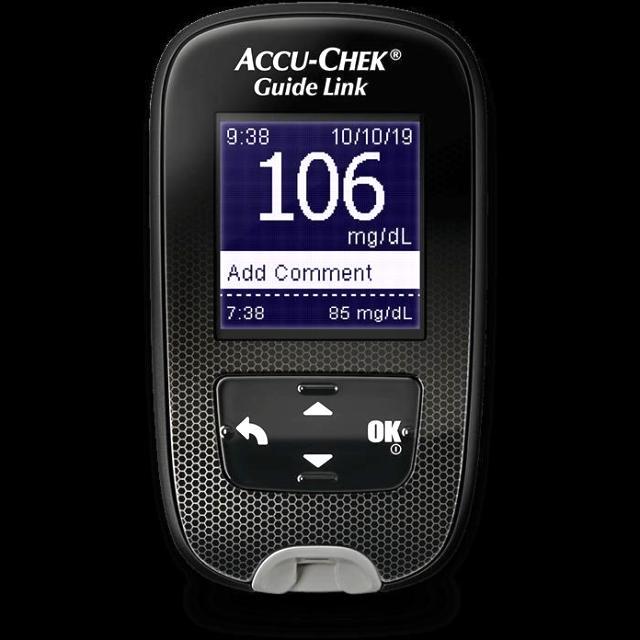 ACCU-CHEK®
Guide Link
9:38 10/10/19
106
mg/dL
Add Comment
7:38 85 mg/dL
OK